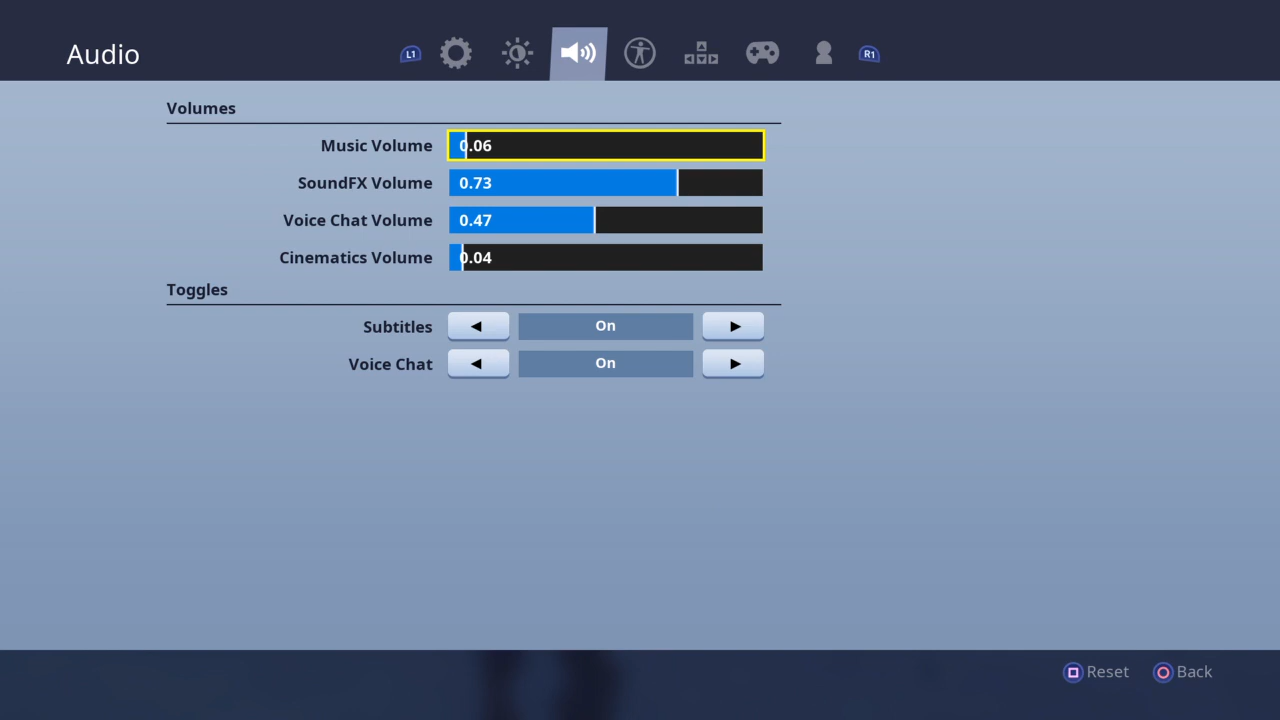 Audio
L1
R1
Volumes
Music Volume 0.06
SoundFX Volume 0.73
Voice Chat Volume 0.47
Cinematics Volume 0.04
Toggles
Subtitles On
Voice Chat On
Reset Back